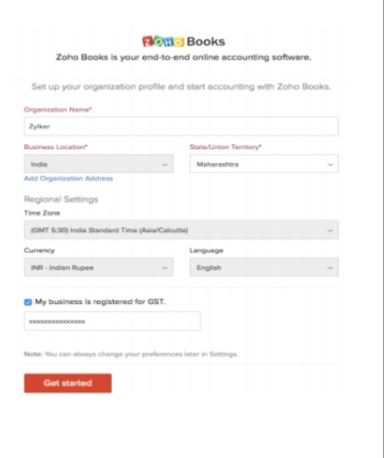 ZOHO Books
Zoho Books is your end-to-end online accounting software.
Set up your organization profile and start accounting with Zoho Books.
Organization Name*
Zylker
Business Location* State/Union Territory*
India Maharashtra
Add Organization Address
Regional Settings
Time Zone
(GMT 5:30) India Standard Time (Asia/Calcutta)
Currency Language
INR - Indian Rupee English
My business is registered for GST.
xxxxxxxxxxxxxxx
Note: You can always change your preferences later in Settings.
Get started